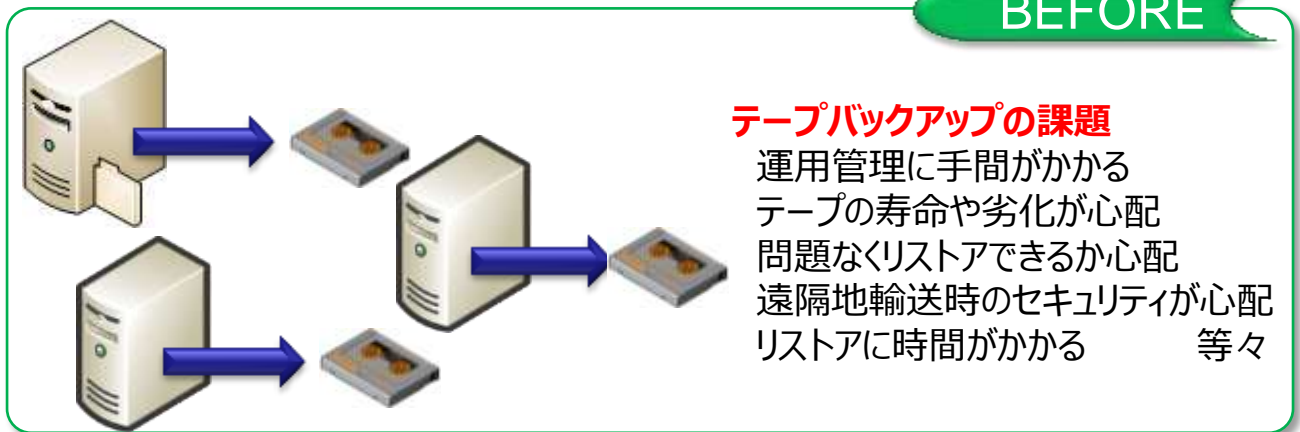 BEFORE
テープバックアップの課題
運用管理に手間がかかる
テープの寿命や劣化が心配
問題なくリストアできるか心配
遠隔地輸送時のセキュリティが心配
リストアに時間がかかる 等々